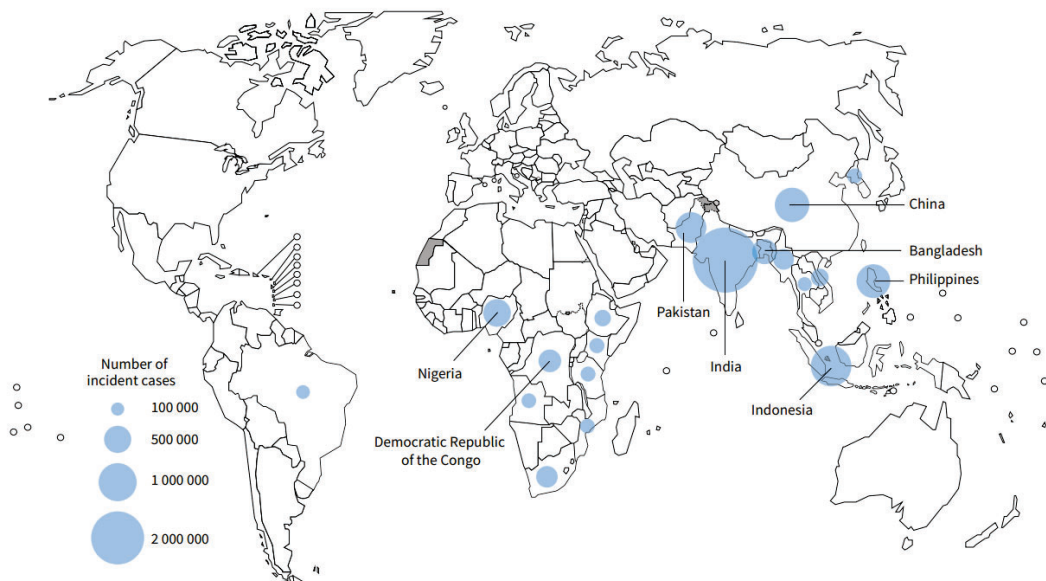 China
Bangladesh
Philippines
Pakistan
India
Nigeria
Indonesia
Democratic Republic
of the Congo
Number of
incident cases
100 000
500 000
1 000 000
2 000 000